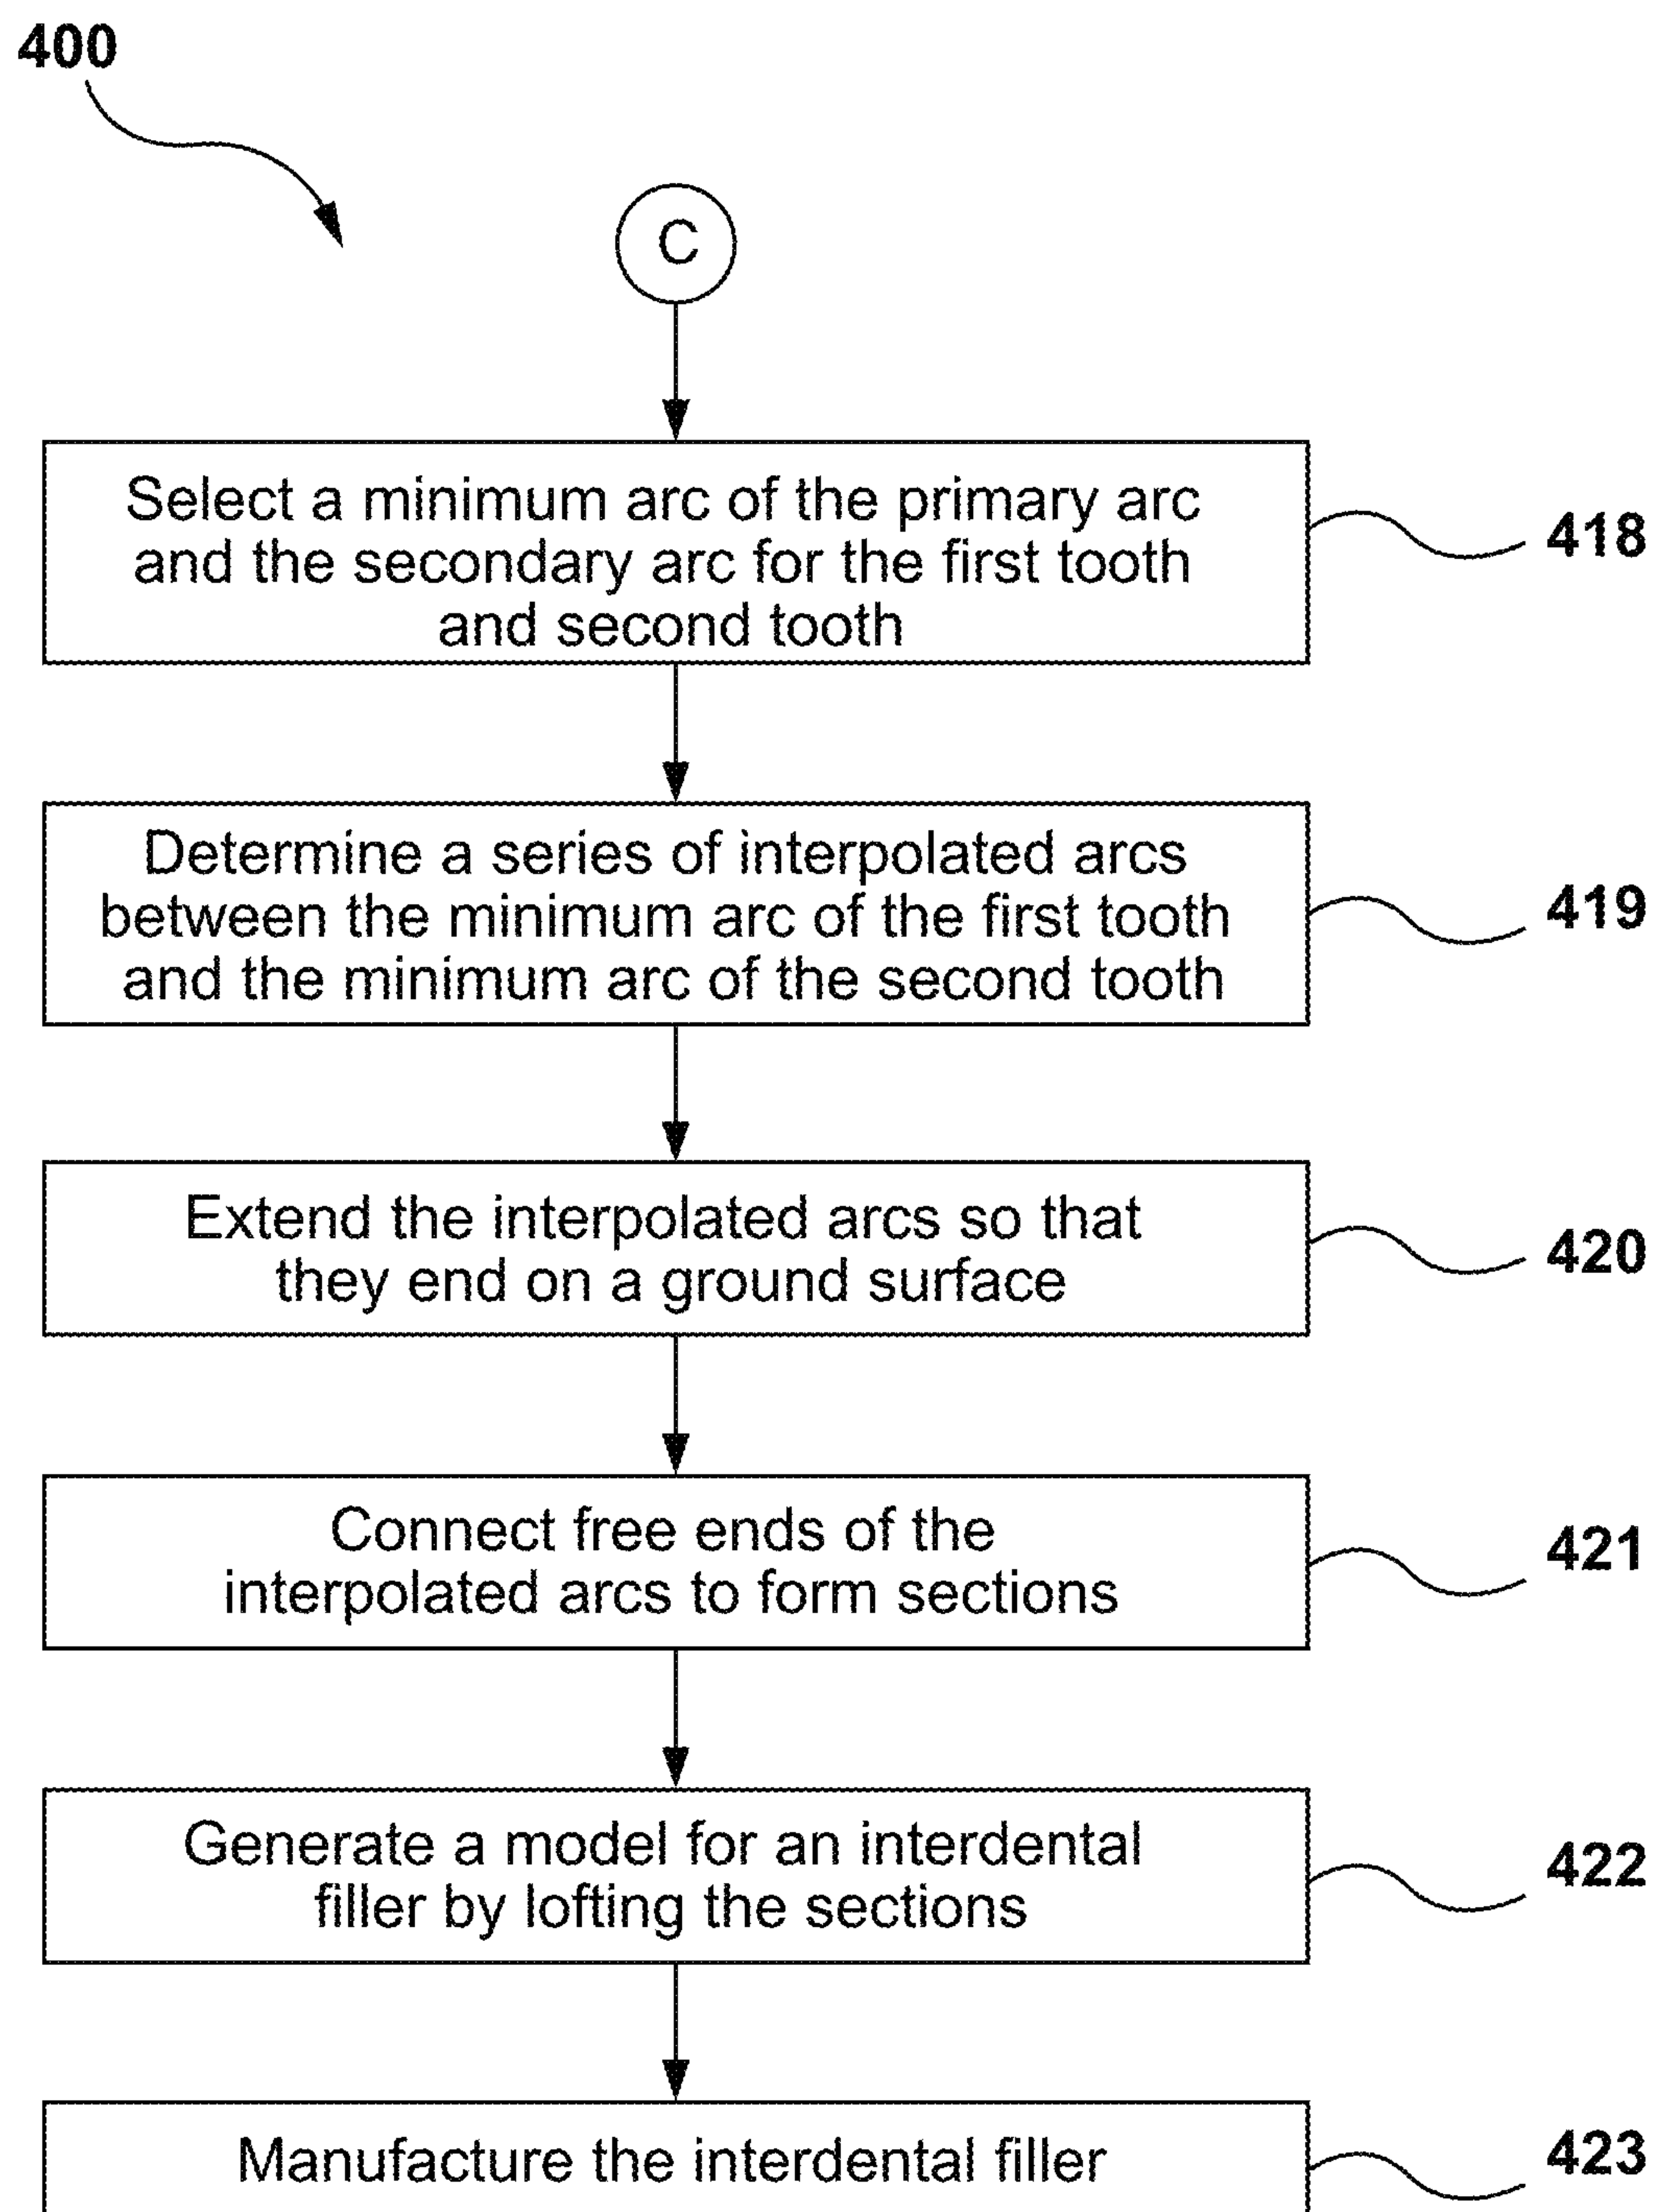 400
C
Select a minimum arc of the primary arc
and the secondary arc for the first tooth
and second tooth
418
Determine a series of interpolated arcs
between the minimum arc of the first tooth
and the minimum arc of the second tooth
419
Extend the interpolated arcs so that
they end on a ground surface
420
Connect free ends of the
interpolated arcs to form sections
421
Generate a model for an interdental
filler by lofting the sections
422
Manufacture the interdental filler
423